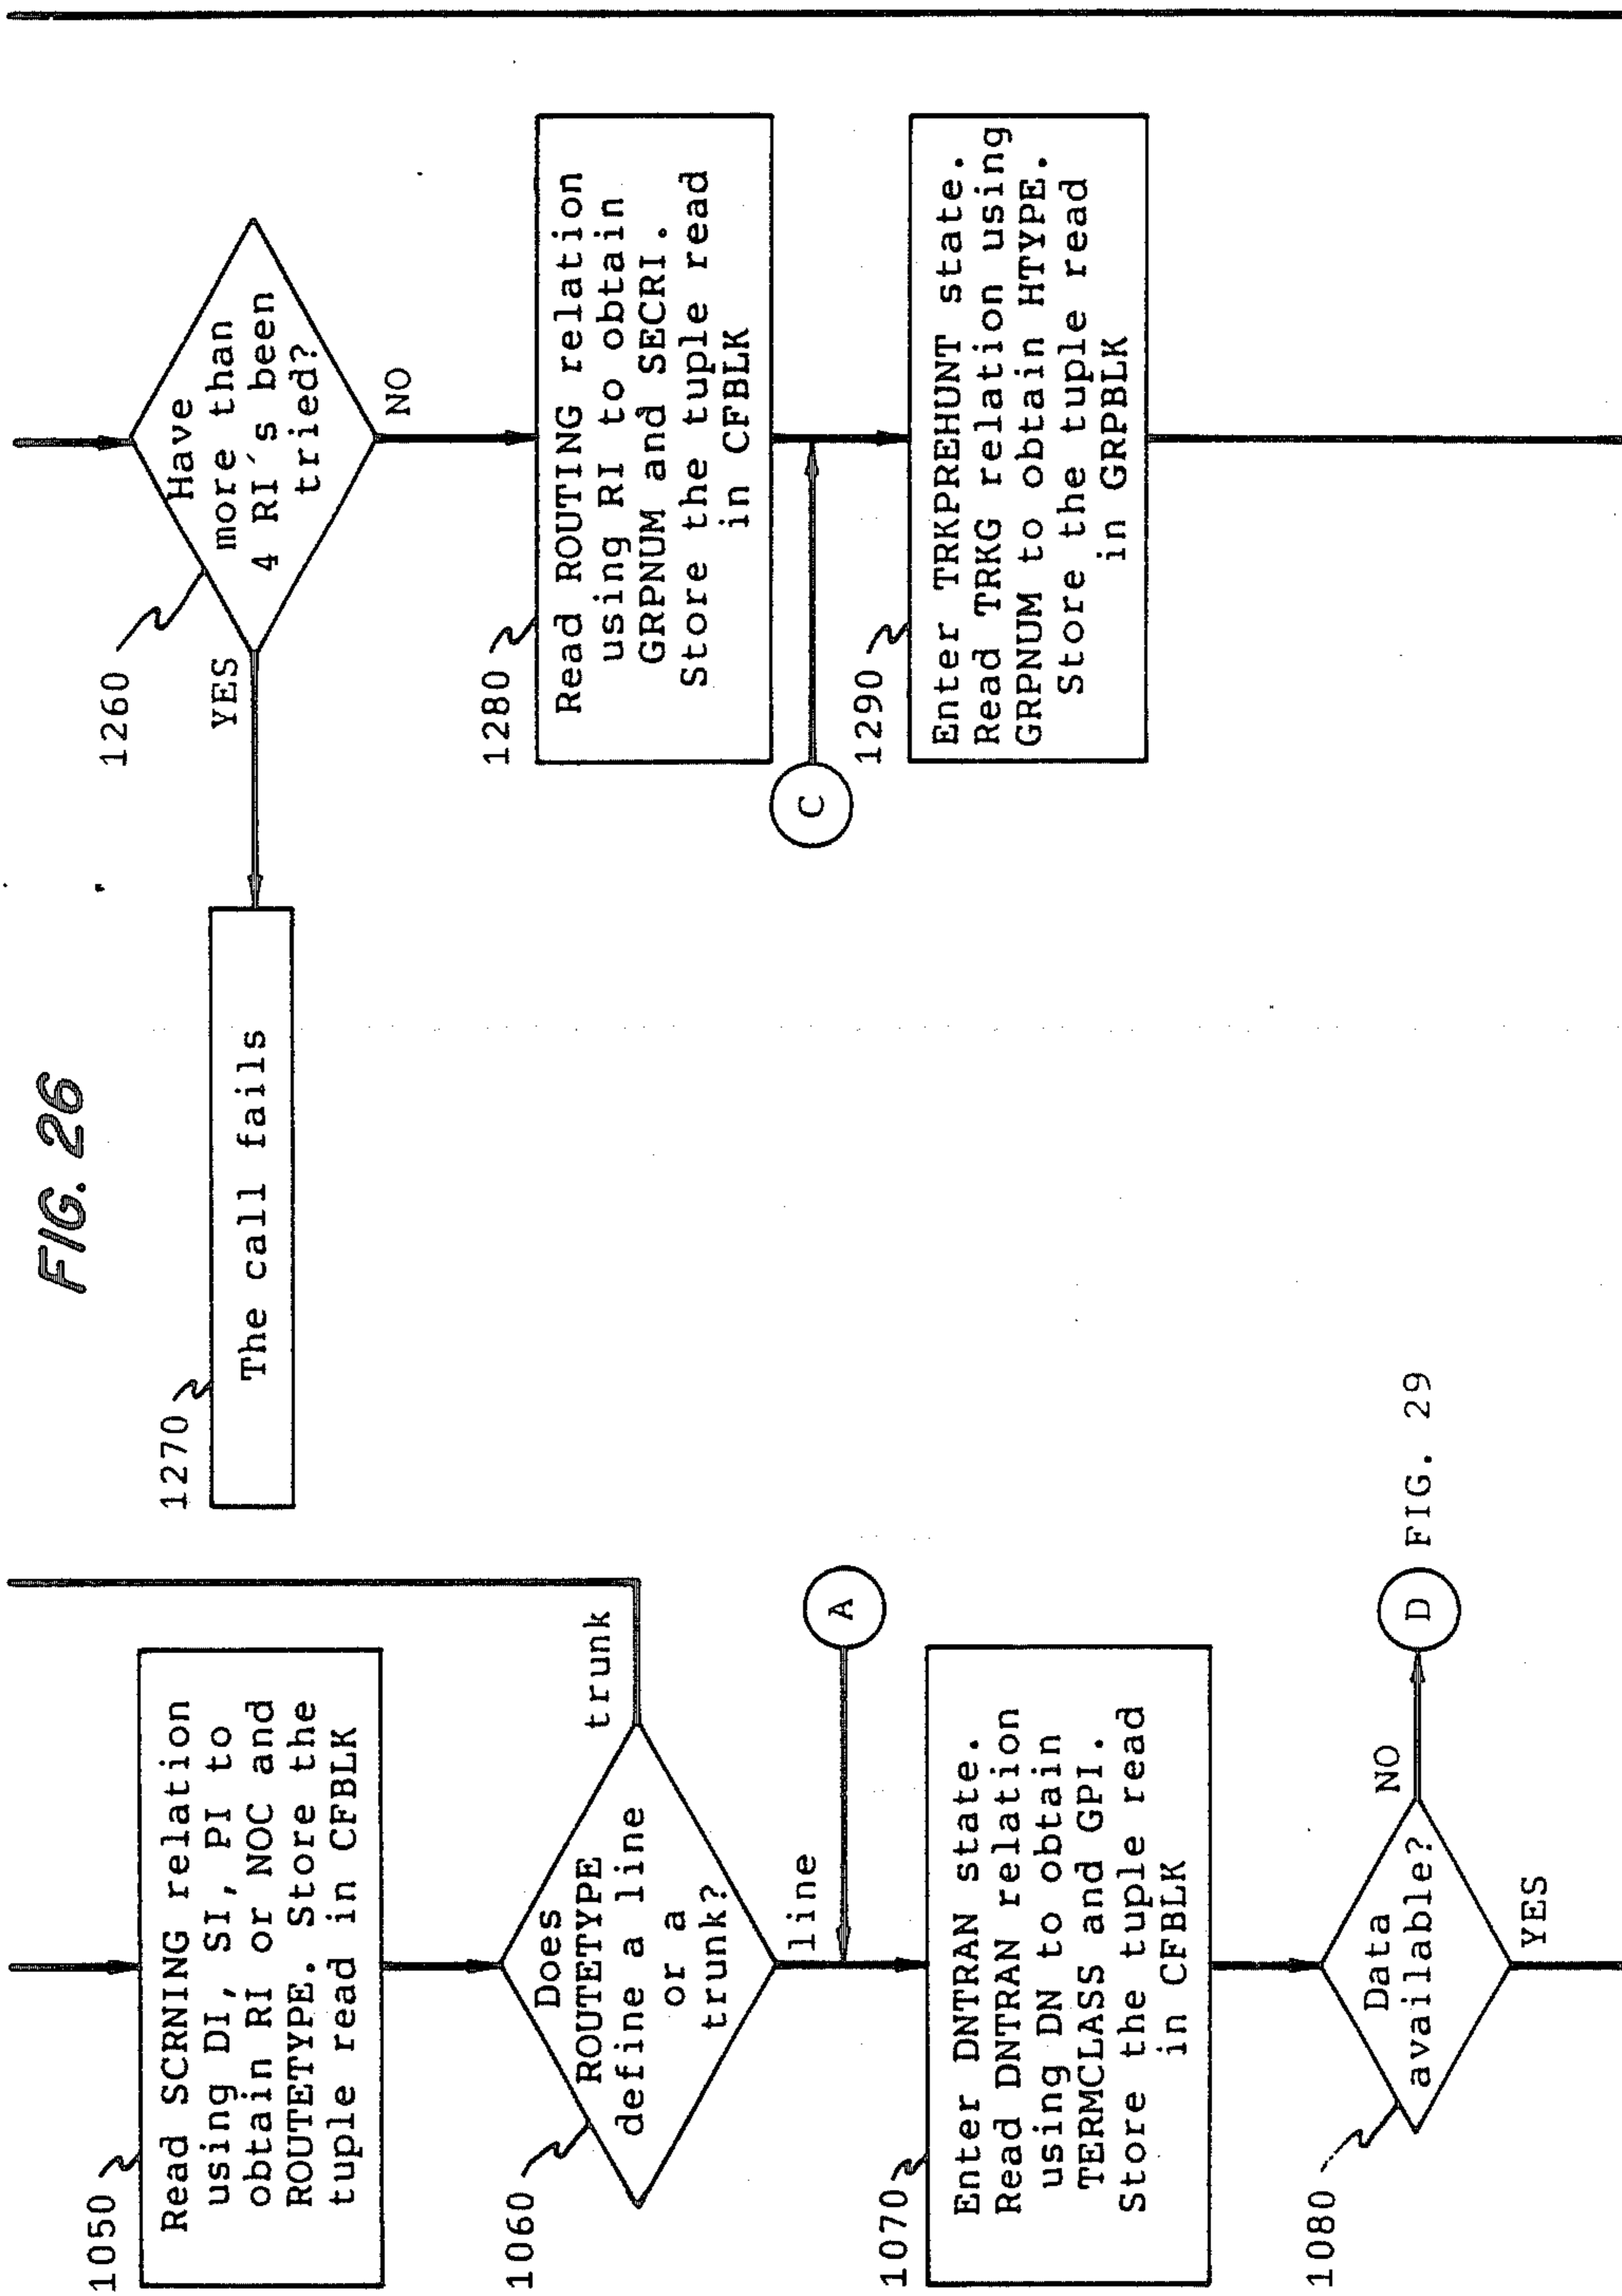 FIG. 26
1050
Read SCRNING relation
using DI, SI, PI to
obtain RI or NOC and
ROUTETYPE. Store the
tuple read in CFBLK
1060
Does
ROUTETYPE
define a line
or a
trunk?
trunk
line
A
1070
Enter DNTRAN state.
Read DNTRAN relation
using DN to obtain
TERMCLASS and GPI.
Store the tuple read
in CFBLK
1080
Data
available?
NO
D FIG. 29
YES
1260
Have
more than
4 RI´s been
tried?
YES
NO
1270
The call fails
1280
Read ROUTING relation
using RI to obtain
GRPNUM and SECRI.
Store the tuple read
in CFBLK
C
1290
Enter TRKPREHUNT state.
Read TRKG relation using
GRPNUM to obtain HTYPE.
Store the tuple read
in GRPBLK